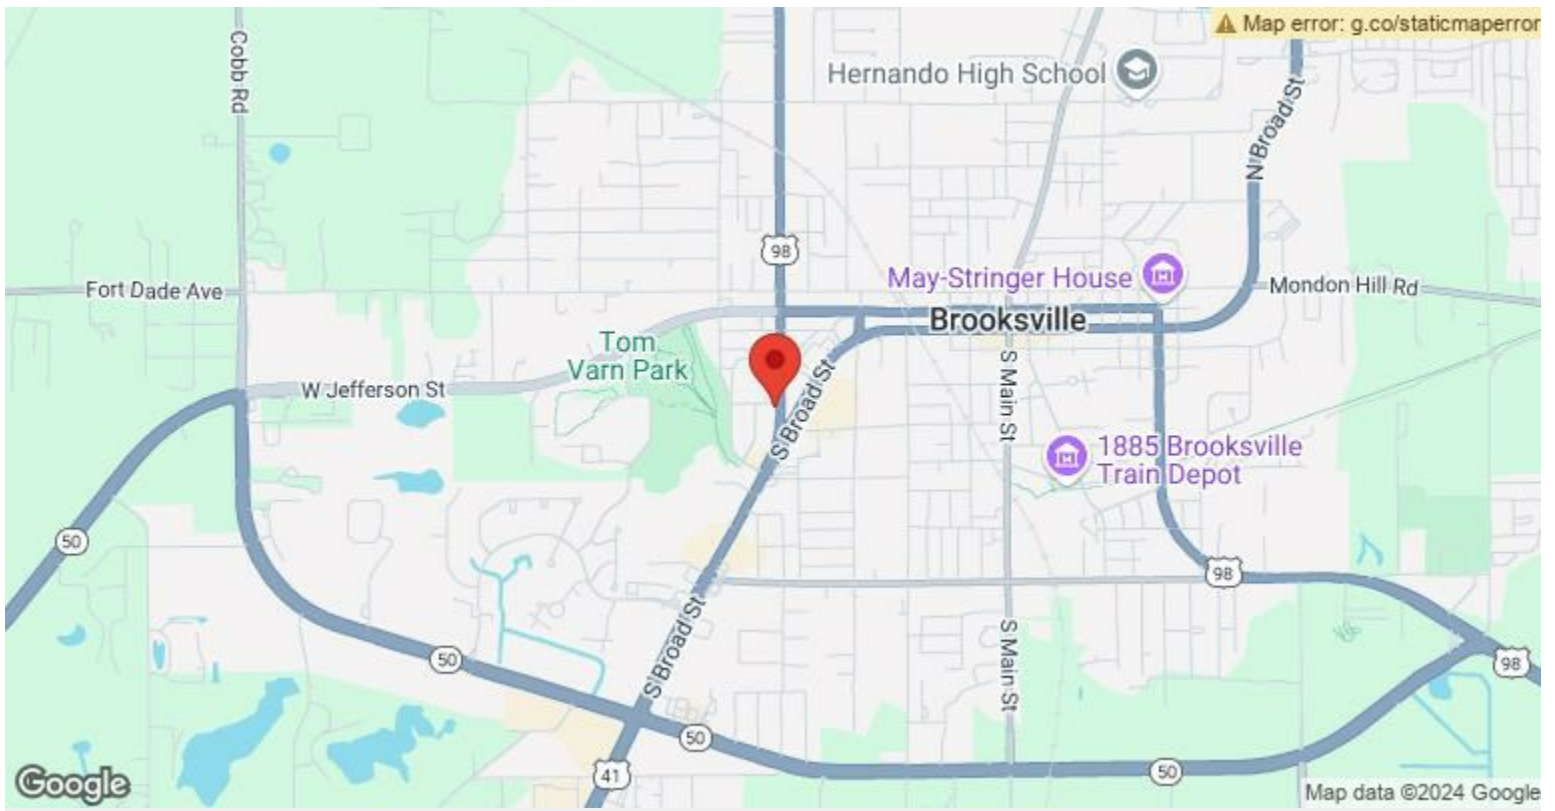 Map error: g.co/staticmaperror
Cobb Rd
Hernando High School
N Broad St
98
May-Stringer House
Mondon Hill Rd
Fort Dade Ave
Brooksville
Tom
Varn Park
W Jefferson St
S Broad St
S Main St
1885 Brooksville
Train Depot
50
98
S Broad St
S Main St
50
98
50
41
50
Google
Map data ©2024 Google